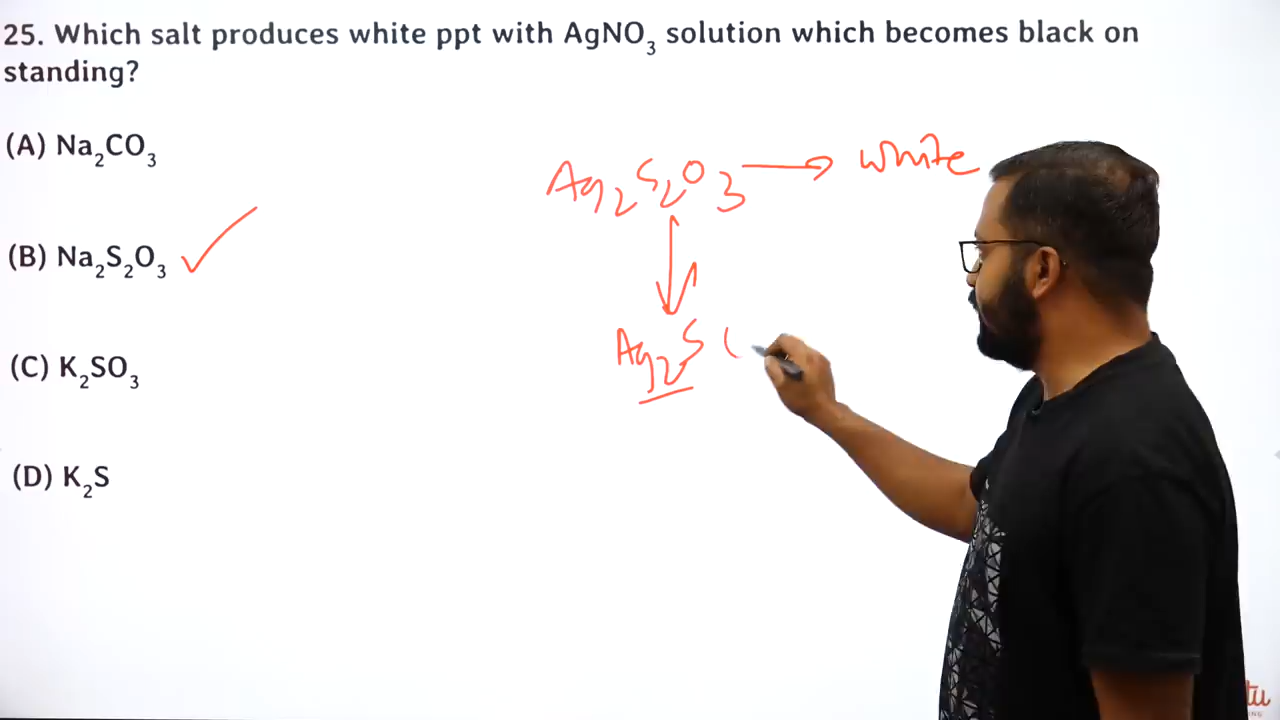 25. Which salt produces white ppt with AgNO₃ solution which becomes black on
standing?
(A) Na₂CO₃
Ag₂S₂O₃ → white
(B) Na₂S₂O₃ ✓
Ag₂S (
(C) K₂SO₃
(D) K₂S